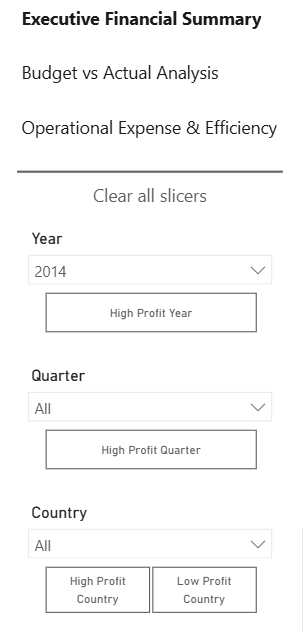 Executive Financial Summary
Budget vs Actual Analysis
Operational Expense & Efficiency
Clear all slicers
Year
2014
High Profit Year
Quarter
All
High Profit Quarter
Country
All
High Profit
Country
Low Profit
Country